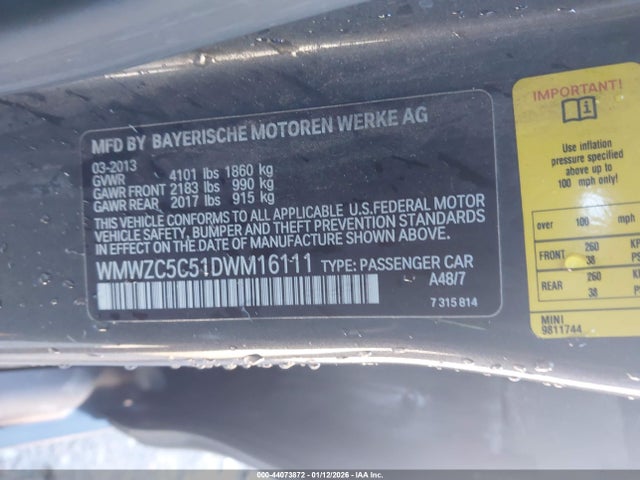 MFD BY BAYERISCHE MOTOREN WERKE AG
03-2013
GVWR 4101 lbs 1860 kg
GAWR FRONT 2183 lbs 990 kg
GAWR REAR 2017 lbs 915 kg
THIS VEHICLE CONFORMS TO ALL APPLICABLE U.S. FEDERAL MOTOR
VEHICLE SAFETY, BUMPER AND THEFT PREVENTION STANDARDS
IN EFFECT ON THE DATE OF MANUFACTURE SHOWN ABOVE.
WMWZC5C51DWM16111 TYPE: PASSENGER CAR
A48/7
7 315 814
IMPORTANT!
Use inflation
pressure specified
above if over
100 mph only!
over 100 mph
KP
FRONT 260
38
REAR 260
38
MINI
9811744
000-44073872 - 01/12/2026 - IAA Inc.